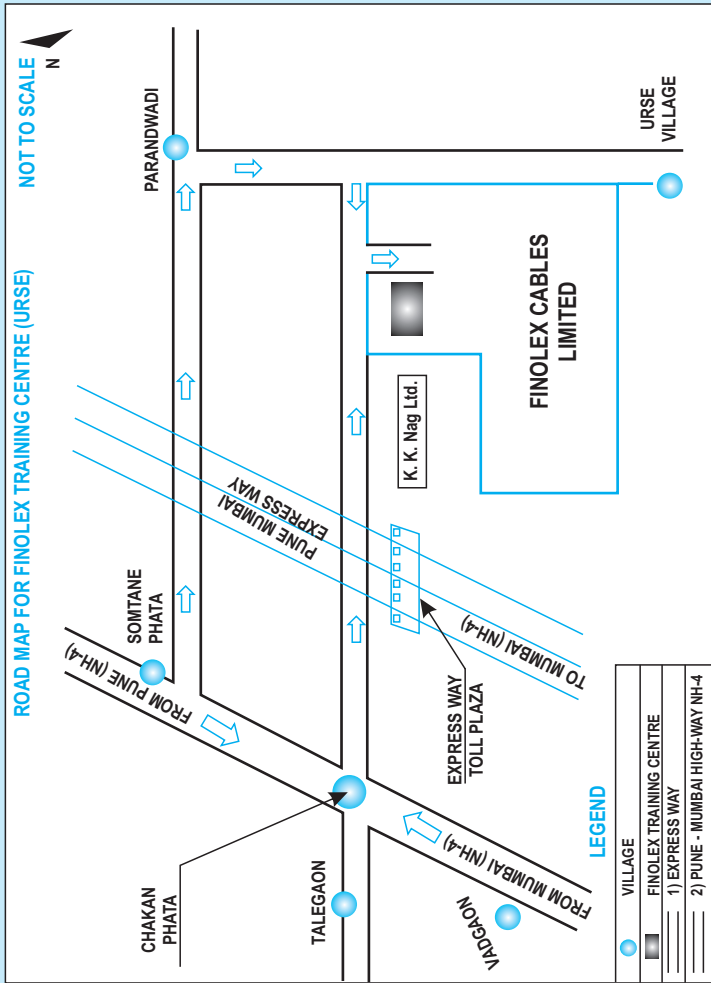 ROAD MAP FOR FINOLEX TRAINING CENTRE (URSE)
NOT TO SCALE
N
SOMTANE
PHATA
PARANDWADI
FROM PUNE (NH-4)
PUNE MUMBAI
EXPRESS WAY
CHAKAN
PHATA
TALEGAON
VADGAON
FROM MUMBAI (NH-4)
EXPRESS WAY
TOLL PLAZA
TO MUMBAI (NH-4)
K. K. Nag Ltd.
FINOLEX CABLES
LIMITED
URSE
VILLAGE
LEGEND
VILLAGE
FINOLEX TRAINING CENTRE
1) EXPRESS WAY
2) PUNE - MUMBAI HIGH-WAY NH-4